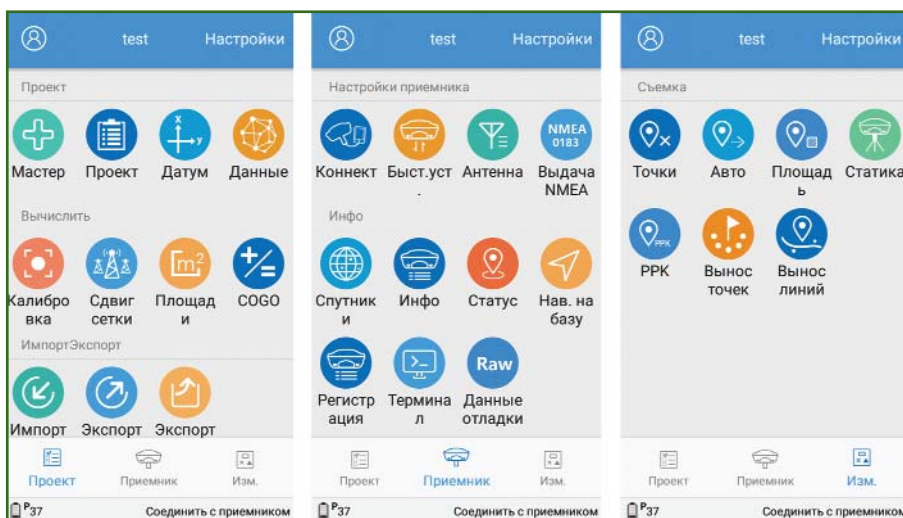 test Настройки
Проект
Мастер Проект Датум Данные
Вычислить
Калибро
вка
Сдвиг
сетки
Площад
и
COGO
ИмпортЭкспорт
Импорт Экспорт Экспорт
Проект Приемник Изм.
P37 Соединить с приемником
test Настройки
Настройки приемника
NMEA
0183
Коннект
Быст.уст
.
Антенна
Выдача
NMEA
Инфо
Спутник
и
Инфо
Статус
Нав. на
базу
Raw
Регистр
ация
Термина
л
Данные
отладки
Проект Приемник Изм.
P37 Соединить с приемником
test Настройки
Съемка
Точки
Авто
Площад
ь
Статика
PPK
PPK
Вынос
точек
Вынос
линий
Проект Приемник Изм.
P37 Соединить с приемником